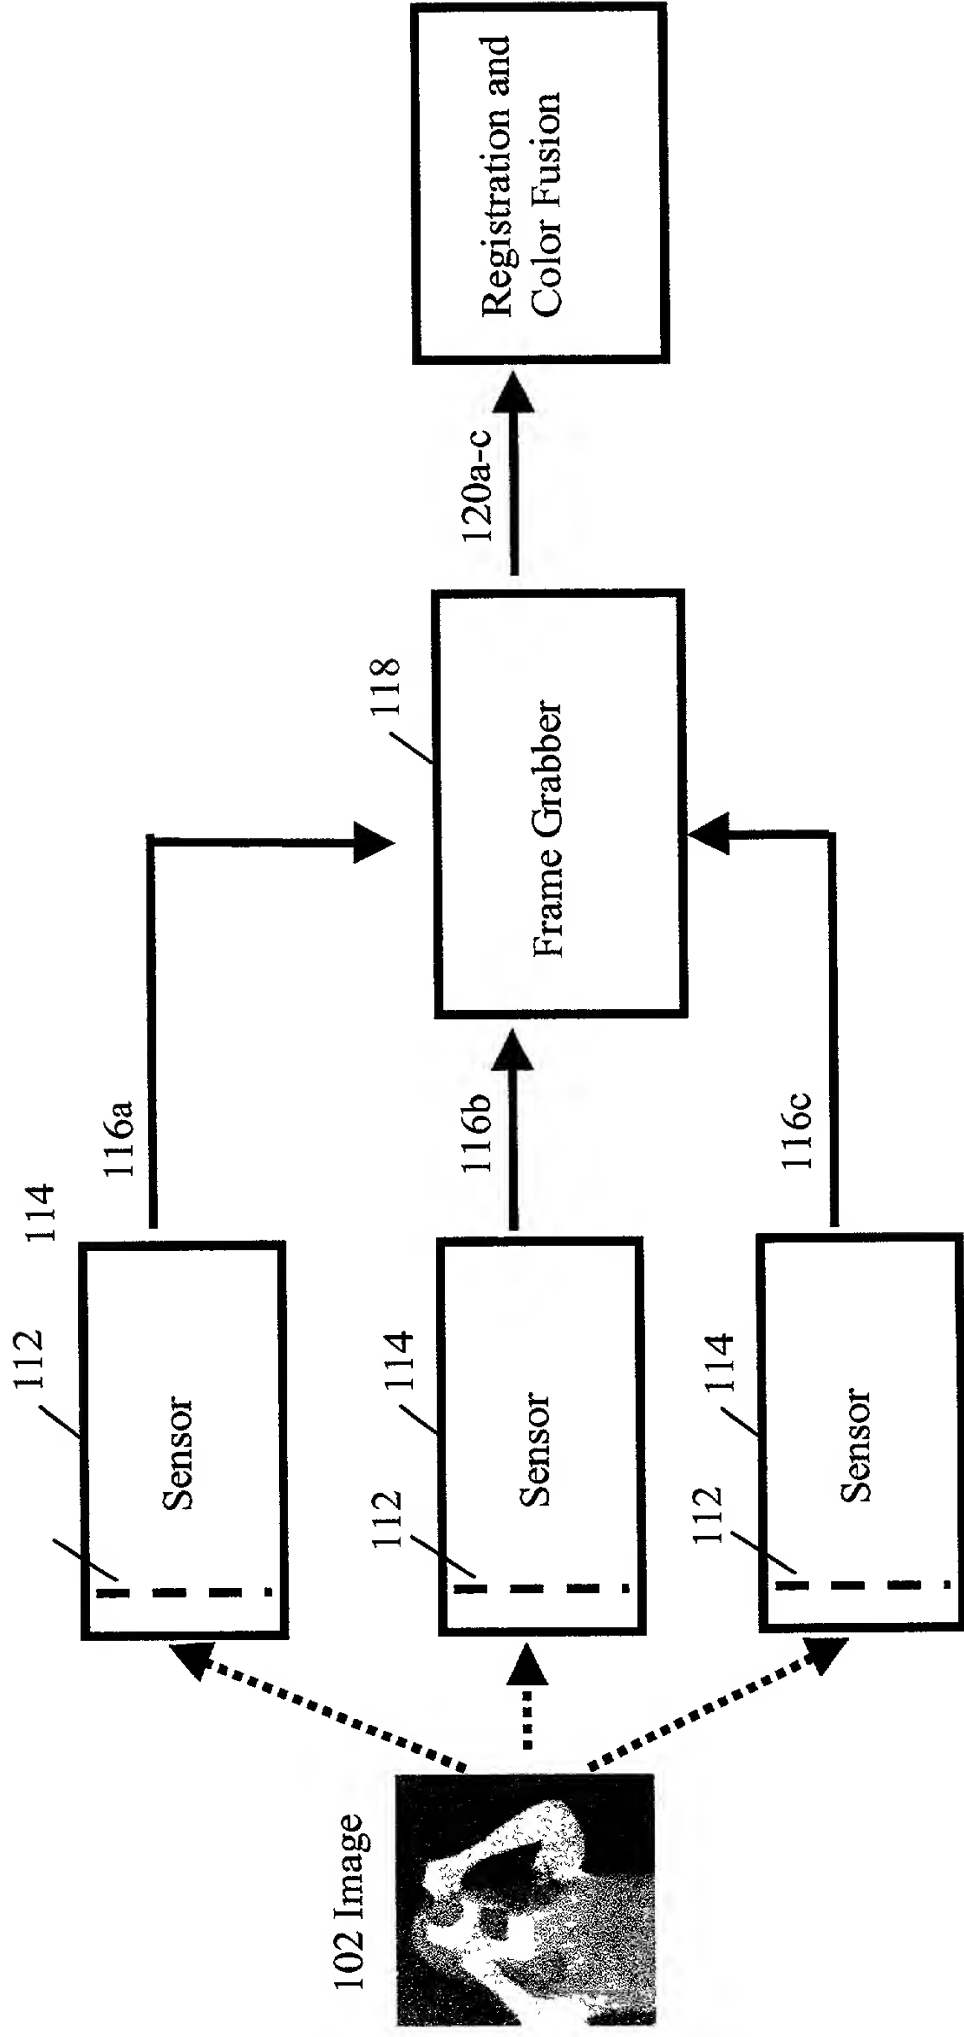 102 Image
112
114
Sensor
116a
112
114
Sensor
116b
112
114
Sensor
116c
118
Frame Grabber
120a-c
Registration and
Color Fusion